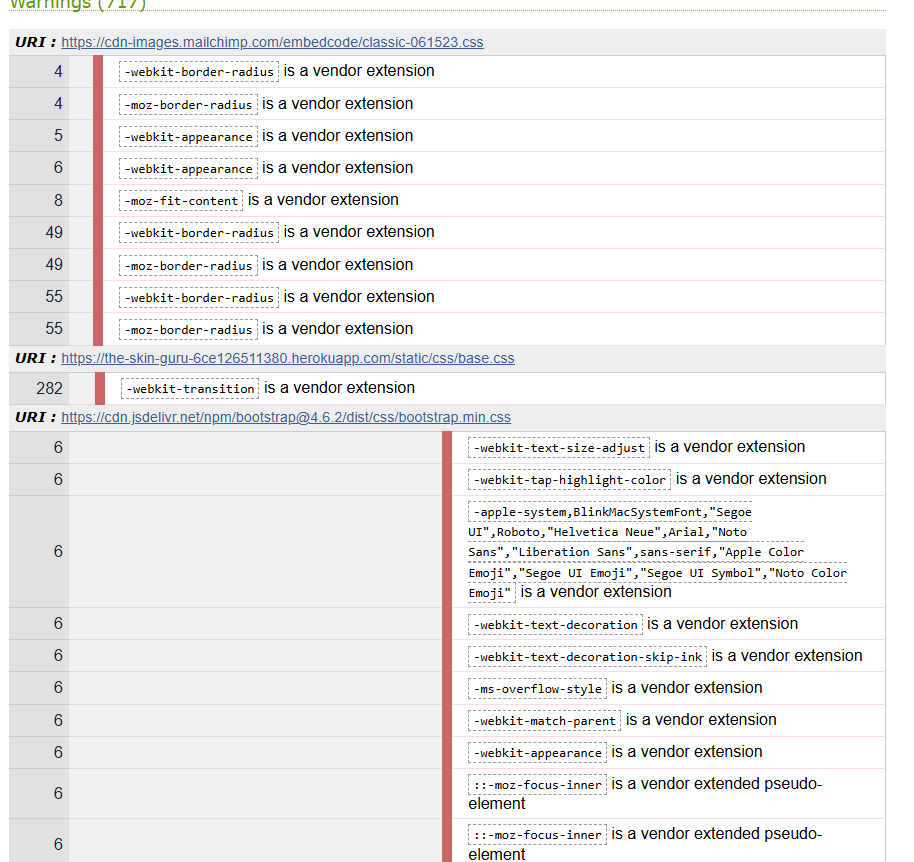 Warnings (717)
URI : https://cdn-images.mailchimp.com/embedcode/classic-061523.css
4 -webkit-border-radius is a vendor extension
4 -moz-border-radius is a vendor extension
5 -webkit-appearance is a vendor extension
6 -webkit-appearance is a vendor extension
8 -moz-fit-content is a vendor extension
49 -webkit-border-radius is a vendor extension
49 -moz-border-radius is a vendor extension
55 -webkit-border-radius is a vendor extension
55 -moz-border-radius is a vendor extension
URI : https://the-skin-guru-6ce126511380.herokuapp.com/static/css/base.css
282 -webkit-transition is a vendor extension
URI : https://cdn.jsdelivr.net/npm/bootstrap@4.6.2/dist/css/bootstrap.min.css
6 -webkit-text-size-adjust is a vendor extension
6 -webkit-tap-highlight-color is a vendor extension
-apple-system,BlinkMacSystemFont,"Segoe
UI",Roboto,"Helvetica Neue",Arial,"Noto
6 Sans","Liberation Sans",sans-serif,"Apple Color
Emoji","Segoe UI Emoji","Segoe UI Symbol","Noto Color
Emoji" is a vendor extension
6 -webkit-text-decoration is a vendor extension
6 -webkit-text-decoration-skip-ink is a vendor extension
6 -ms-overflow-style is a vendor extension
6 -webkit-match-parent is a vendor extension
6 -webkit-appearance is a vendor extension
6 ::-moz-focus-inner is a vendor extended pseudo-
element
6 ::-moz-focus-inner is a vendor extended pseudo-
element